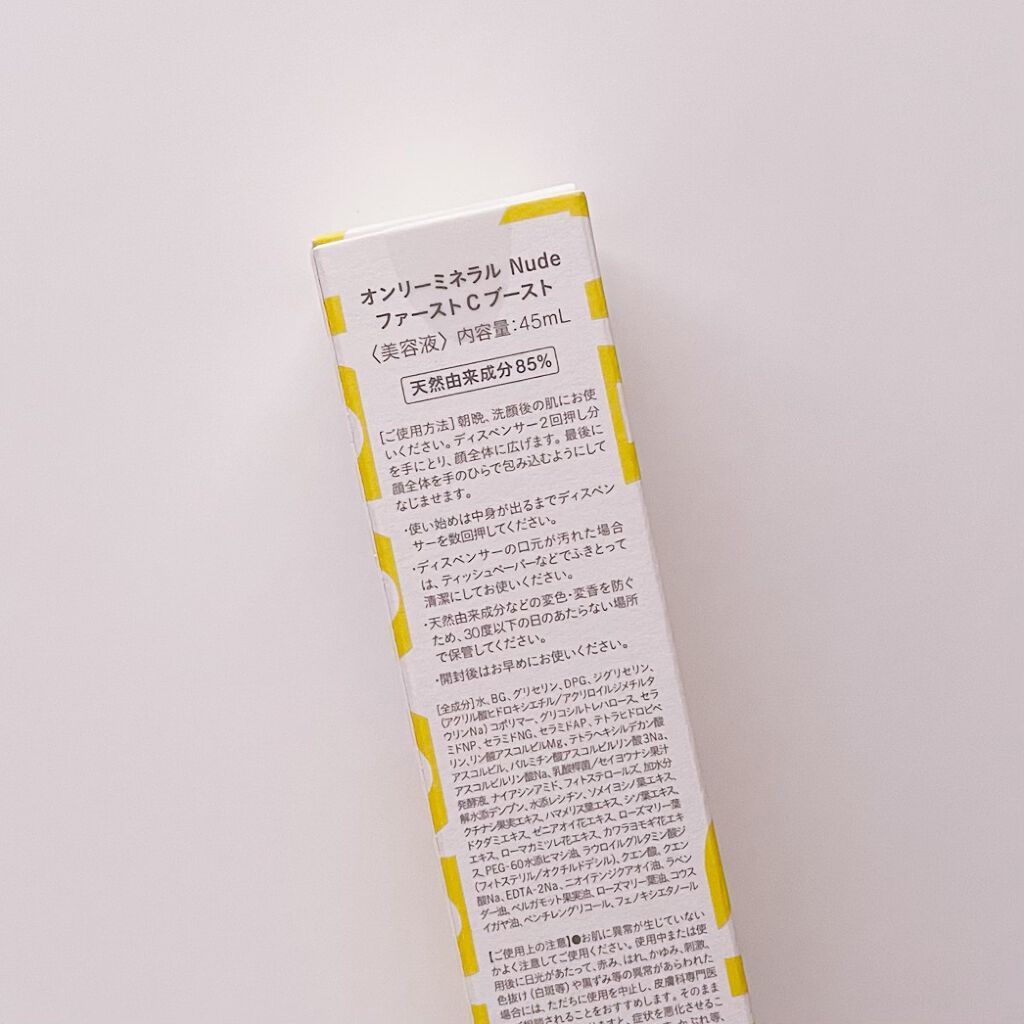 オンリーミネラル Nude
ファーストCブースト
〈美容液〉内容量:45mL
天然由来成分85%
[ご使用方法]朝晩、洗顔後の肌にお使
いください。ディスペンサー2回押し分
を手にとり、顔全体に広げます。最後に
顔全体を手のひらで包み込むようにして
なじませます。
・使い始めは中身が出るまでディスペン
サーを数回押してください。
・ディスペンサーの口元が汚れた場合
は、ティッシュペーパーなどでふきとって
清潔にしてお使いください。
・天然由来成分などの変色・変香を防ぐ
ため、30度以下の日のあたらない場所
で保管してください。
・開封後はお早めにお使いください。
[全成分]水、BG、グリセリン、DPG、ジグリセリン、
(アクリル酸ヒドロキシエチル/アクリロイルジメチルタ
ウリンNa)コポリマー、グリコシルトレハロース、セラ
ミドNP、セラミドNG、セラミドAP、テトラヒドロピペ
リン、リン酸アスコルビルMg、テトラヘキシルデカン酸
アスコルビル、パルミチン酸アスコルビルリン酸3Na、
アスコルビルリン酸Na、乳酸桿菌/セイヨウナシ果汁
発酵液、ナイアシンアミド、フィトステロールズ、加水分
解水添デンプン、水添レシチン、ソメイヨシノ葉エキス、
クチナシ果実エキス、ハマメリス葉エキス、シソ葉エキス、
ドクダミエキス、ゼニアオイ花エキス、ローズマリー葉
エキス、ローマカミツレ花エキス、カワラヨモギ花エキ
ス、PEG-60水添ヒマシ油、ラウロイルグルタミン酸ジ
(フィトステリル/オクチルドデシル)、クエン酸、クエン
酸Na、EDTA-2Na、ニオイテンジクアオイ油、ラベン
ダー油、ベルガモット果実油、ローズマリー葉油、コウス
イガヤ油、ペンチレングリコール、フェノキシエタノール
【ご使用上の注意】●お肌に異常が生じていない
かよく注意してご使用ください。使用中または使
用後に日光があたって、赤み、はれ、かゆみ、刺激、
色抜け(白斑等)や黒ずみ等の異常があらわれた
場合には、ただちに使用を中止し、皮膚科専門医
相談されることをおすすめします。そのまま
ますと、症状を悪化させるこ
かぶれ等、